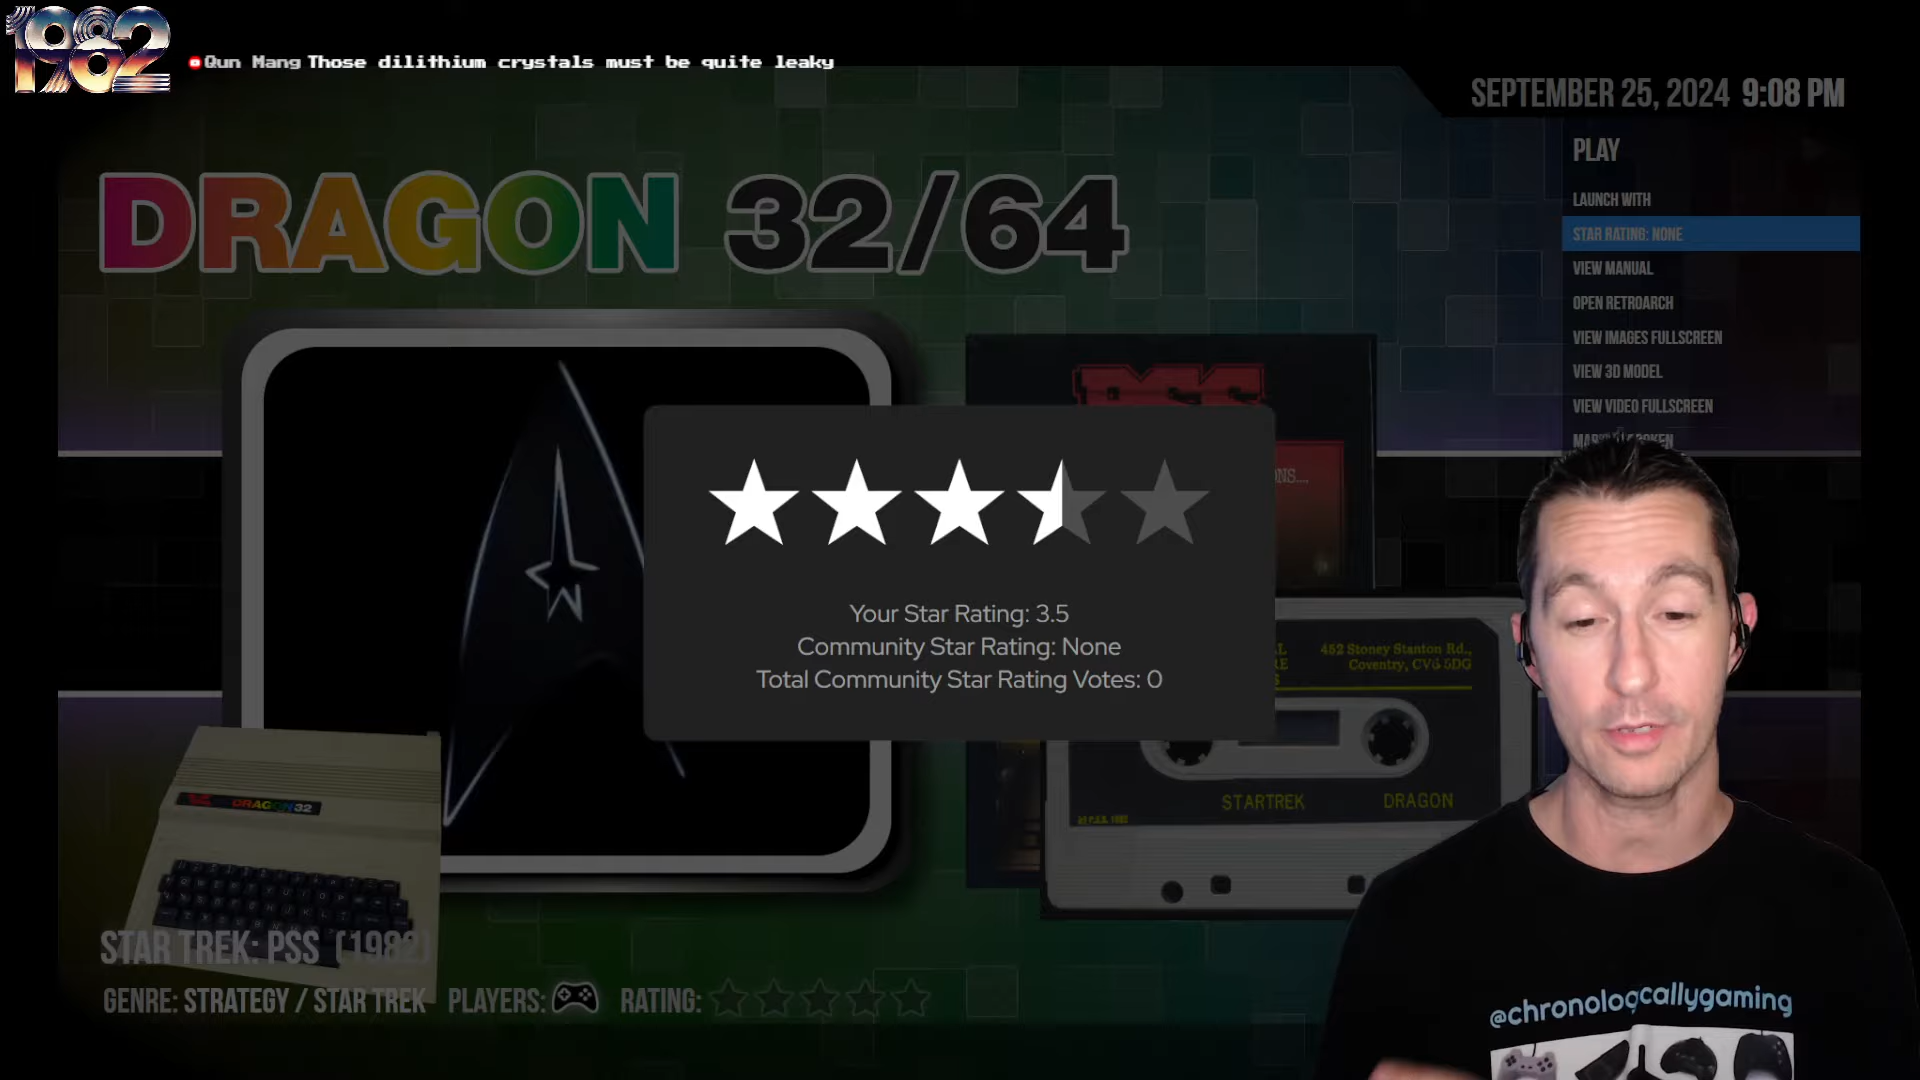 1982
Qun Mang Those dilithium crystals must be quite leaky
SEPTEMBER 25, 2024 9:08 PM
DRAGON 32/64
PLAY
LAUNCH WITH
STAR RATING: NONE
VIEW MANUAL
OPEN RETROARCH
VIEW IMAGES FULLSCREEN
VIEW 3D MODEL
VIEW VIDEO FULLSCREEN
PSS
Your Star Rating: 3.5
Community Star Rating: None
Total Community Star Rating Votes: 0
452 Stoney Stanton Rd.,
Coventry, CV6 5DG
STARTREK DRAGON
DRAGON 32
STAR TREK: PSS (1982)
GENRE: STRATEGY / STAR TREK PLAYERS: RATING:
@chronologcallygaming